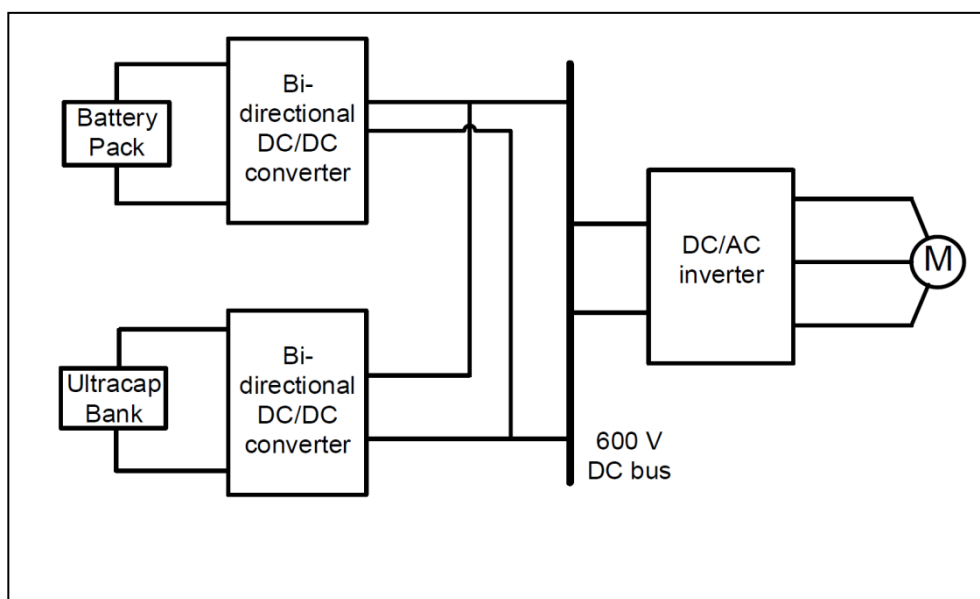 Battery
Pack
Bi-
directional
DC/DC
converter
Ultracap
Bank
Bi-
directional
DC/DC
converter
600 V
DC bus
DC/AC
inverter
M